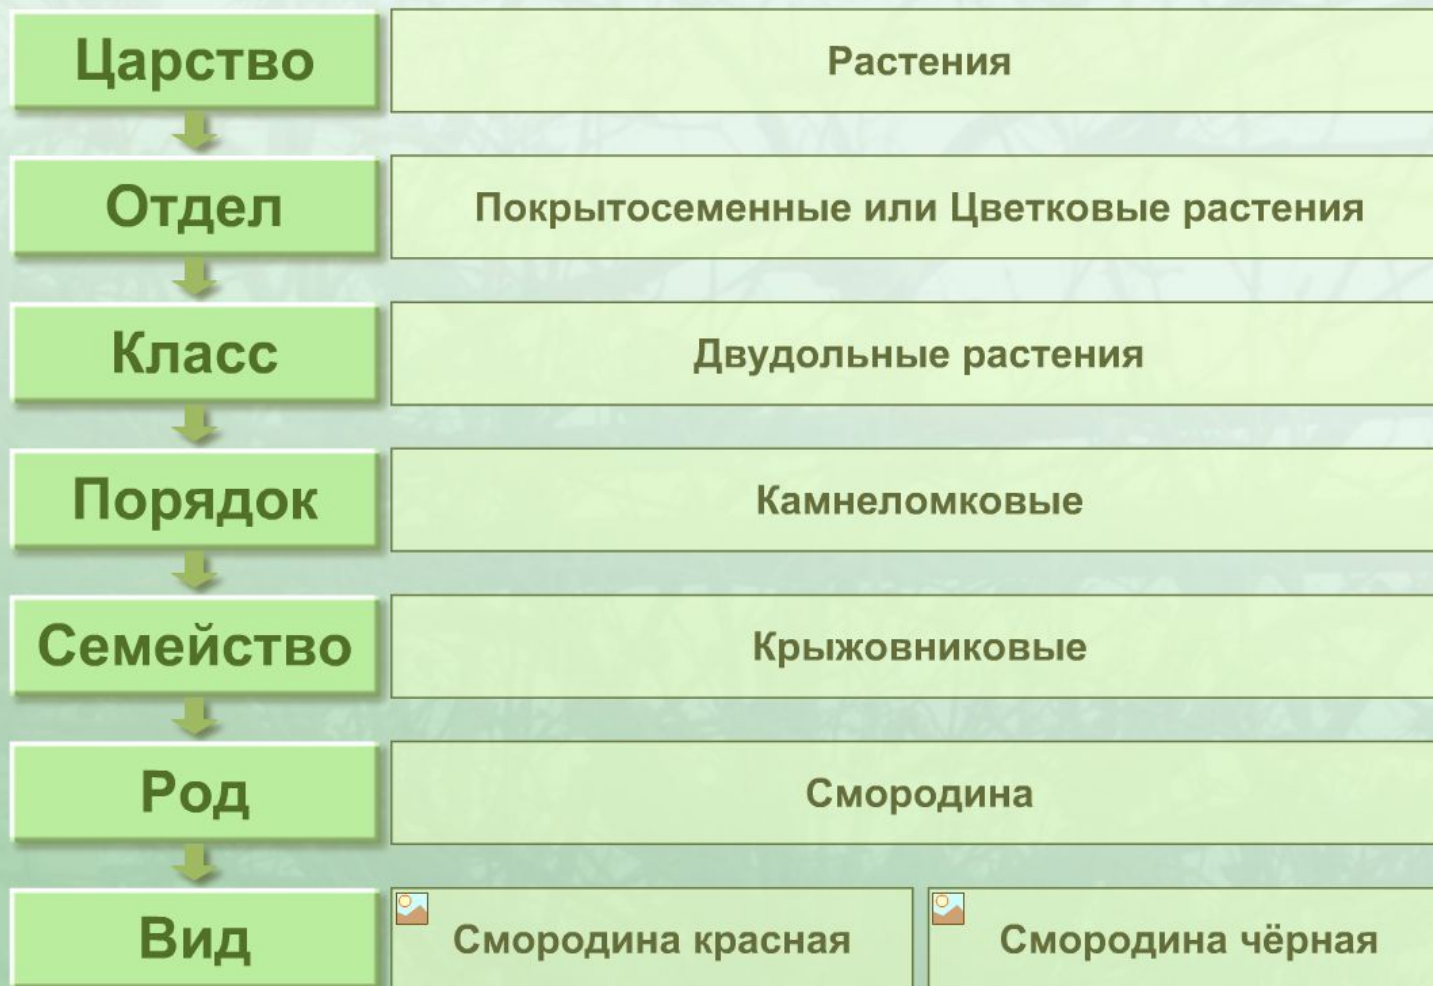 Царство
Растения
Отдел
Покрытосеменные или Цветковые растения
Класс
Двудольные растения
Порядок
Камнеломковые
Семейство
Крыжовниковые
Род
Смородина
Вид
Смородина красная
Смородина чёрная